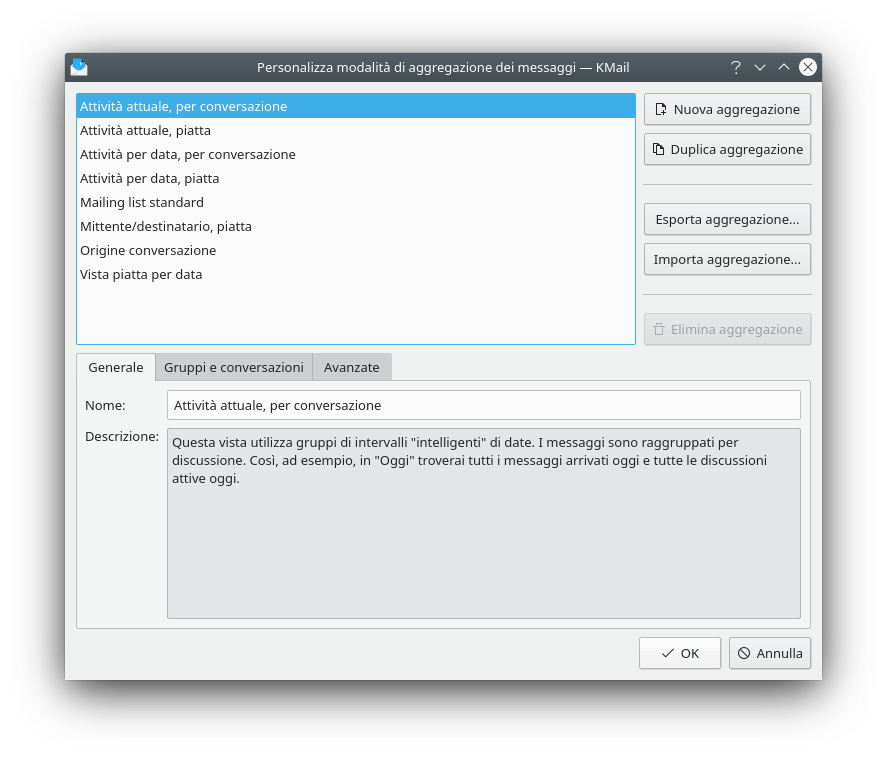 Personalizza modalità di aggregazione dei messaggi — KMail
Attività attuale, per conversazione
Attività attuale, piatta
Attività per data, per conversazione
Attività per data, piatta
Mailing list standard
Mittente/destinatario, piatta
Origine conversazione
Vista piatta per data
Nuova aggregazione
Duplica aggregazione
Esporta aggregazione...
Importa aggregazione...
Elimina aggregazione
Generale
Gruppi e conversazioni
Avanzate
Nome:
Attività attuale, per conversazione
Descrizione:
Questa vista utilizza gruppi di intervalli "intelligenti" di date. I messaggi sono raggruppati per
discussione. Così, ad esempio, in "Oggi" troverai tutti i messaggi arrivati oggi e tutte le discussioni
attive oggi.
OK
Annulla